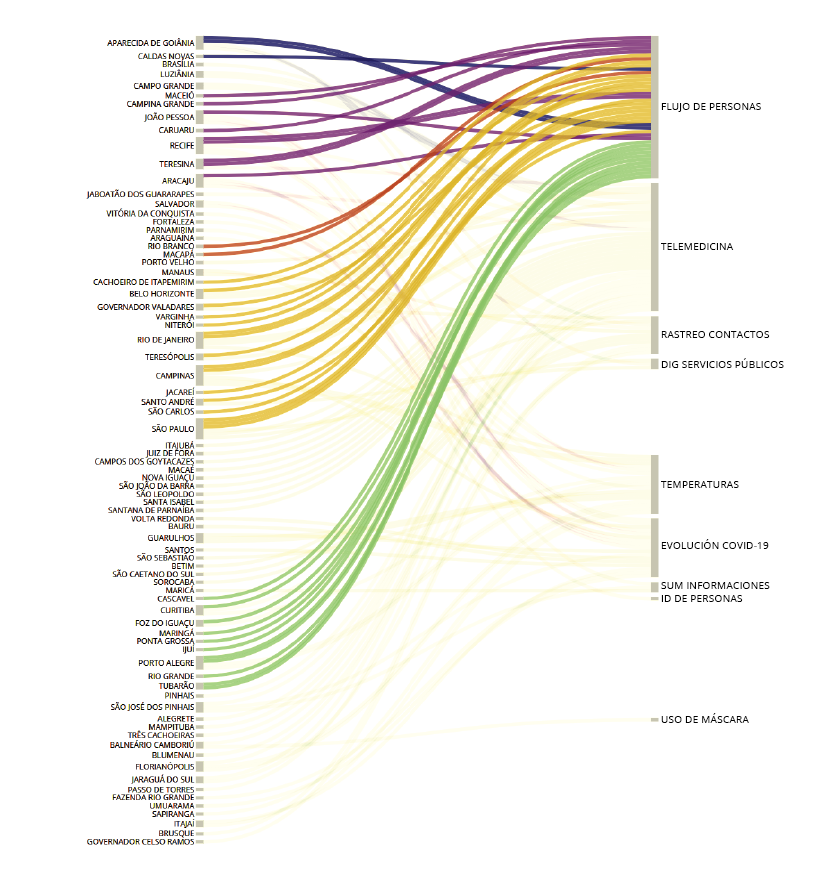 APARECIDA DE GOIÂNIA
CALDAS NOVAS
BRASÍLIA
LUZIÂNIA
CAMPO GRANDE
MACEIÓ
CAMPINA GRANDE
JOÃO PESSOA
CARUARU
RECIFE
TERESINA
ARACAJU
JABOATÃO DOS GUARARAPES
SALVADOR
VITÓRIA DA CONQUISTA
FORTALEZA
PARNAMIRIM
ARAGUAÍNA
RIO BRANCO
MACAPÁ
PORTO VELHO
MANAUS
CACHOEIRO DE ITAPEMIRIM
BELO HORIZONTE
GOVERNADOR VALADARES
VARGINHA
NITERÓI
RIO DE JANEIRO
TERESÓPOLIS
CAMPINAS
JACAREÍ
SANTO ANDRÉ
SÃO CARLOS
SÃO PAULO
ITAJUBÁ
JUIZ DE FORA
CAMPOS DOS GOYTACAZES
MACAÉ
NOVA IGUAÇU
SÃO JOÃO DA BARRA
SÃO LEOPOLDO
SANTA ISABEL
SANTANA DE PARNAÍBA
VOLTA REDONDA
BAURU
GUARULHOS
SANTOS
SÃO SEBASTIÃO
BETIM
SÃO CAETANO DO SUL
SOROCABA
MARICÁ
CASCAVEL
CURITIBA
FOZ DO IGUAÇU
MARINGÁ
PONTA GROSSA
IJUÍ
PORTO ALEGRE
RIO GRANDE
TUBARÃO
PINHAIS
SÃO JOSÉ DOS PINHAIS
ALEGRETE
MAMPITUBA
TRÊS CACHOEIRAS
BALNEÁRIO CAMBORIÚ
BLUMENAU
FLORIANÓPOLIS
JARAGUÁ DO SUL
PASSO DE TORRES
FAZENDA RIO GRANDE
UMUARAMA
SAPIRANGA
ITAJAÍ
BRUSQUE
GOVERNADOR CELSO RAMOS
FLUJO DE PERSONAS
TELEMEDICINA
RASTREO CONTACTOS
DIG SERVICIOS PÚBLICOS
TEMPERATURAS
EVOLUCIÓN COVID-19
SUM INFORMACIONES
ID DE PERSONAS
USO DE MÁSCARA